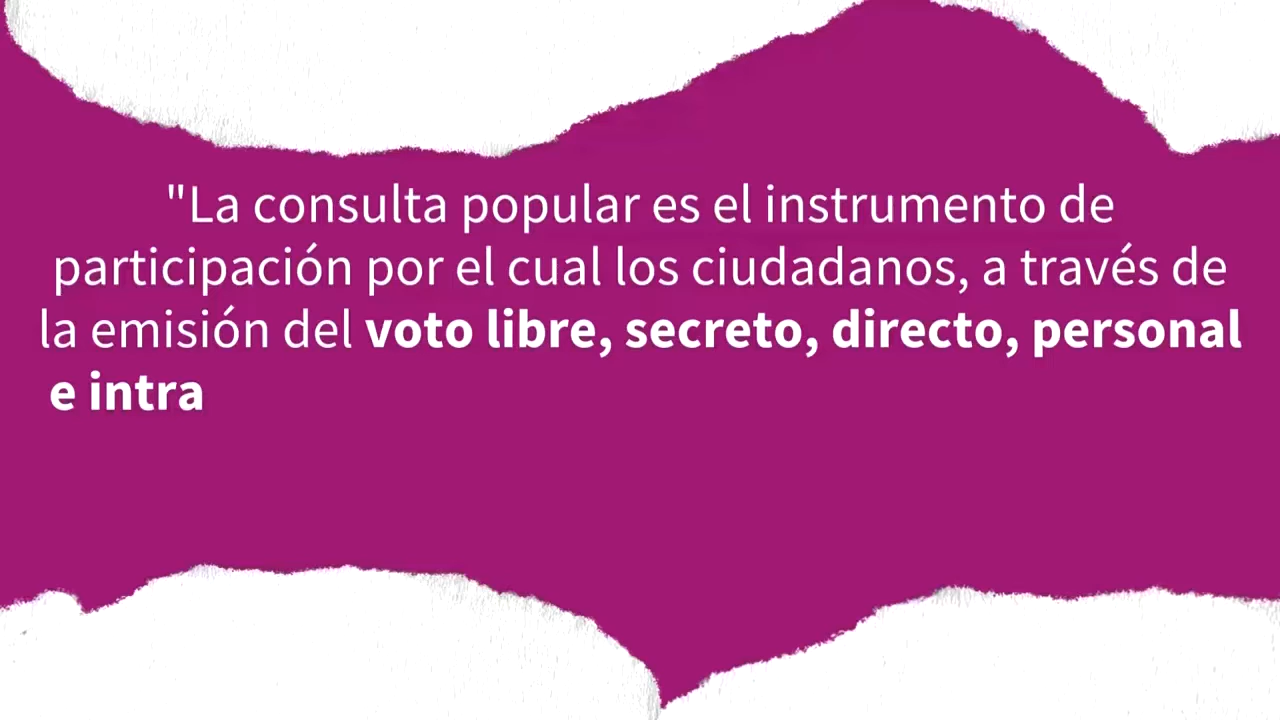 "La consulta popular es el instrumento de
participación por el cual los ciudadanos, a través de
la emisión del voto libre, secreto, directo, personal
e intra